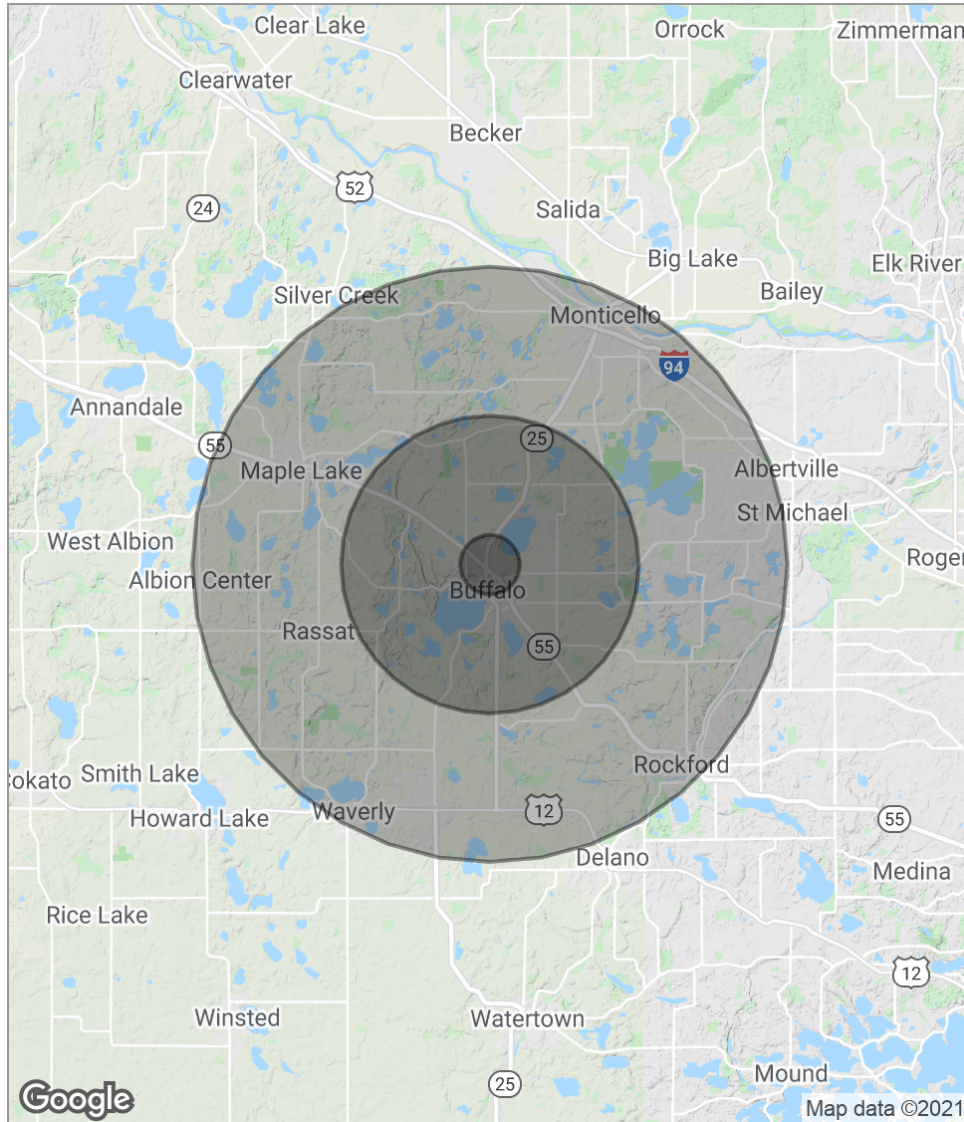 Clear Lake
Orrock
Zimmerman
Clearwater
Becker
52
24
Salida
Big Lake
Elk River
Silver Creek
Bailey
Monticello
94
Annandale
25
55
Maple Lake
Albertville
St Michael
West Albion
Roger
Albion Center
Buffalo
Rassat
55
Rockford
Smith Lake
Cokato
Waverly
12
Howard Lake
55
Delano
Medina
Rice Lake
12
Winsted
Watertown
Mound
25
Google
Map data ©2021